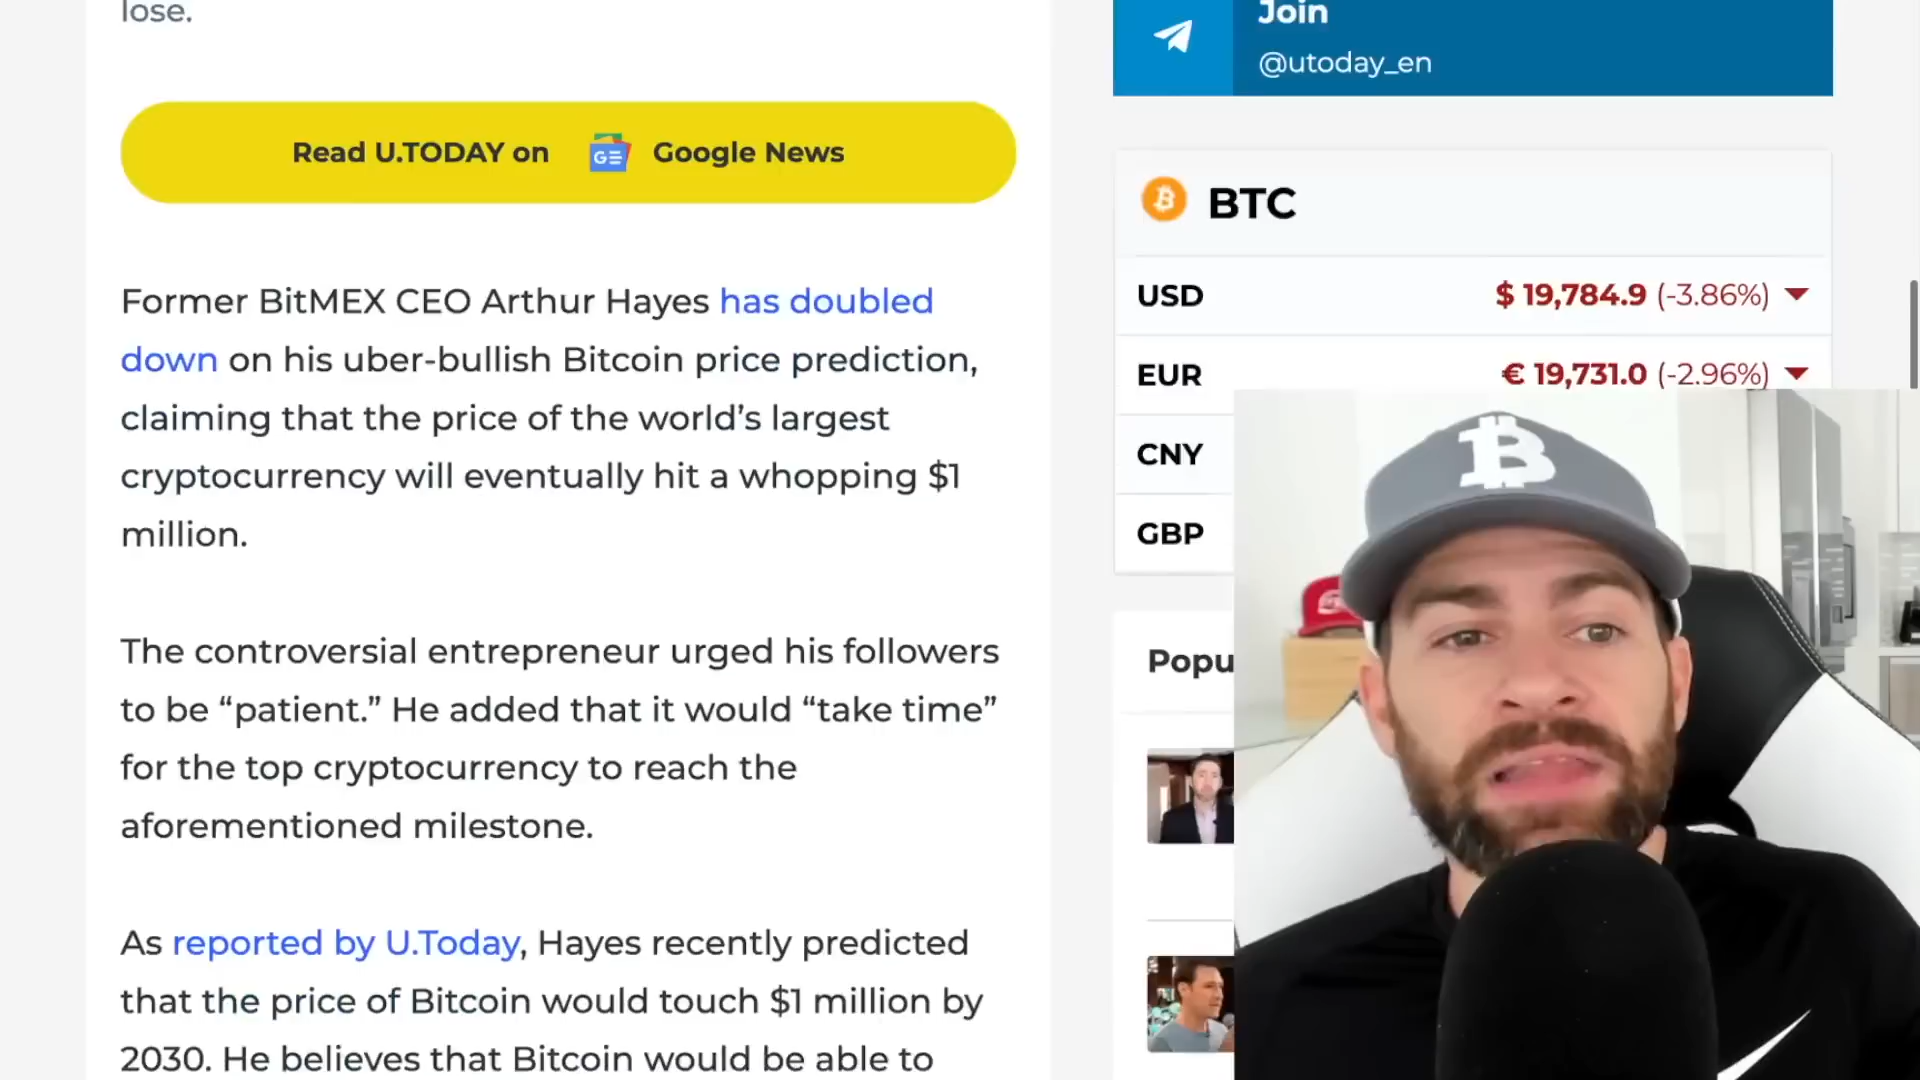 lose.
Read U.TODAY on GE Google News
Former BitMEX CEO Arthur Hayes has doubled
down on his uber-bullish Bitcoin price prediction,
claiming that the price of the world’s largest
cryptocurrency will eventually hit a whopping $1
million.
The controversial entrepreneur urged his followers
to be “patient.” He added that it would “take time”
for the top cryptocurrency to reach the
aforementioned milestone.
As reported by U.Today, Hayes recently predicted
that the price of Bitcoin would touch $1 million by
2030. He believes that Bitcoin would be able to
Join
@utoday_en
BTC
USD $ 19,784.9 (-3.86%)
EUR € 19,731.0 (-2.96%)
CNY
GBP
Popu